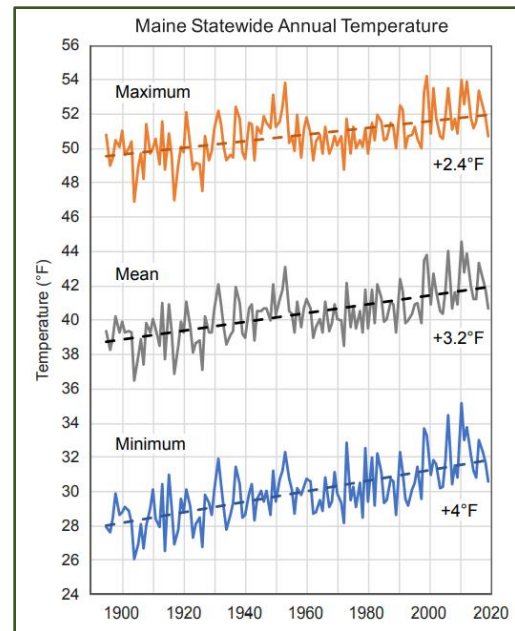 Maine Statewide Annual Temperature
Temperature (°F)
56
54
52
50
48
46
44
42
40
38
36
34
32
30
28
26
24
Maximum
+2.4°F
Mean
+3.2°F
Minimum
+4°F
1900 1920 1940 1960 1980 2000 2020